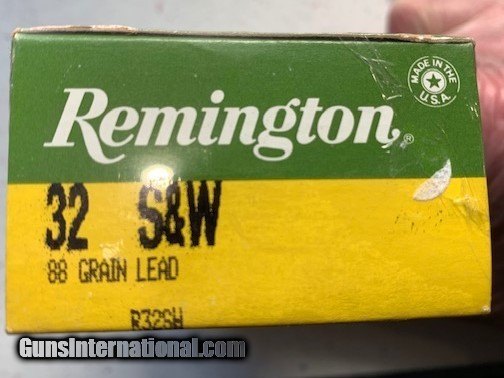 MADE IN THE
U.S.A.
Remington®
32 S&W
88 GRAIN LEAD
R32SW
GunsInternational.com